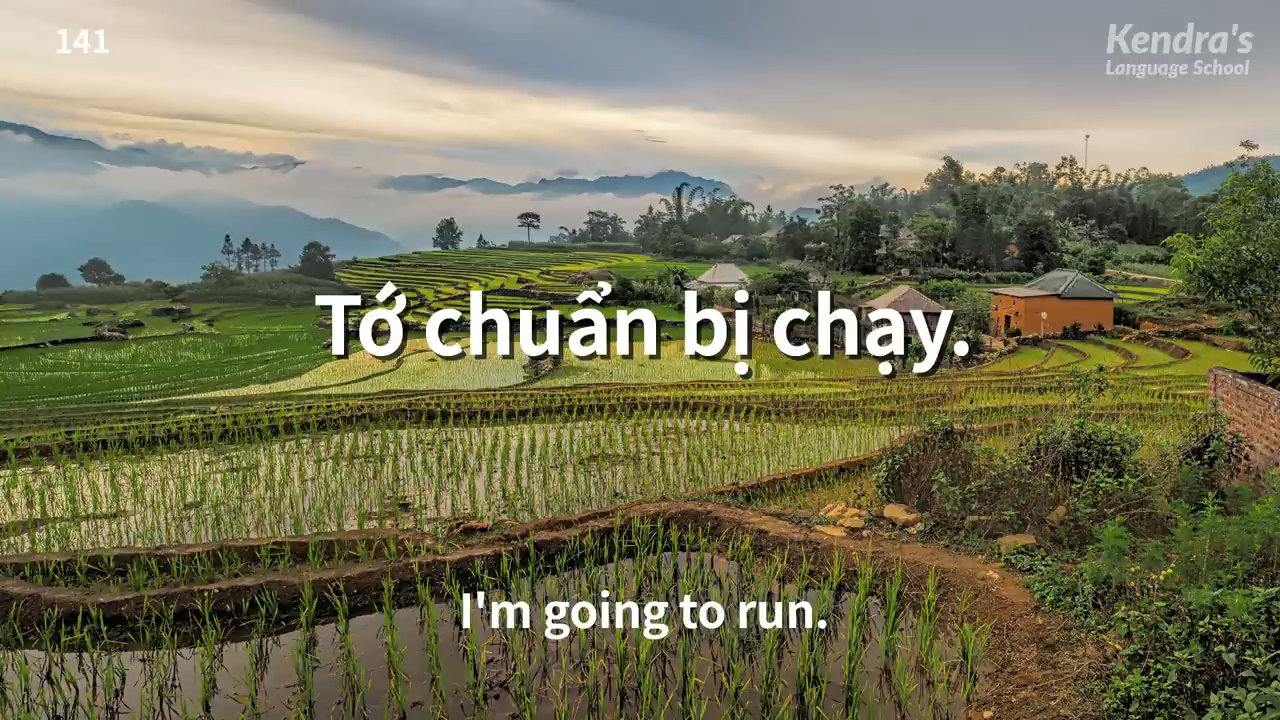 141
Kendra's
Language School
Tớ chuẩn bị chạy.
I'm going to run.